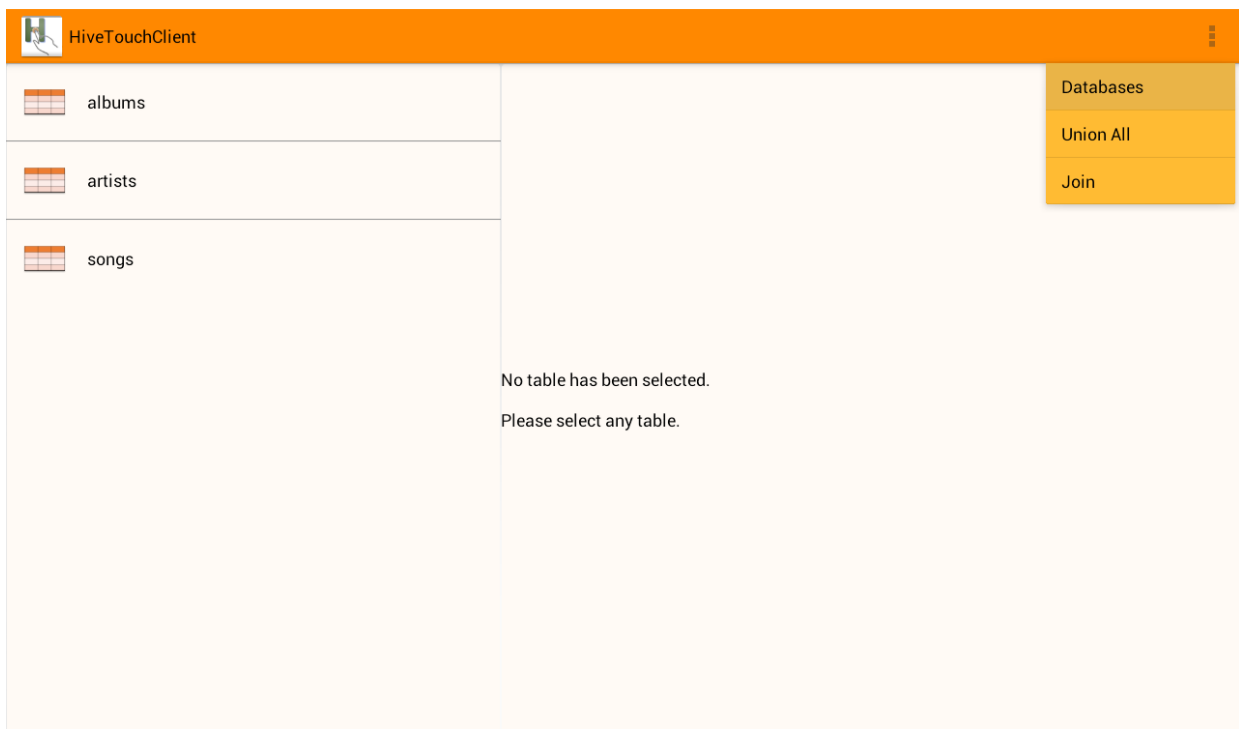 HiveTouchClient
albums
artists
songs
Databases
Union All
Join
No table has been selected.
Please select any table.